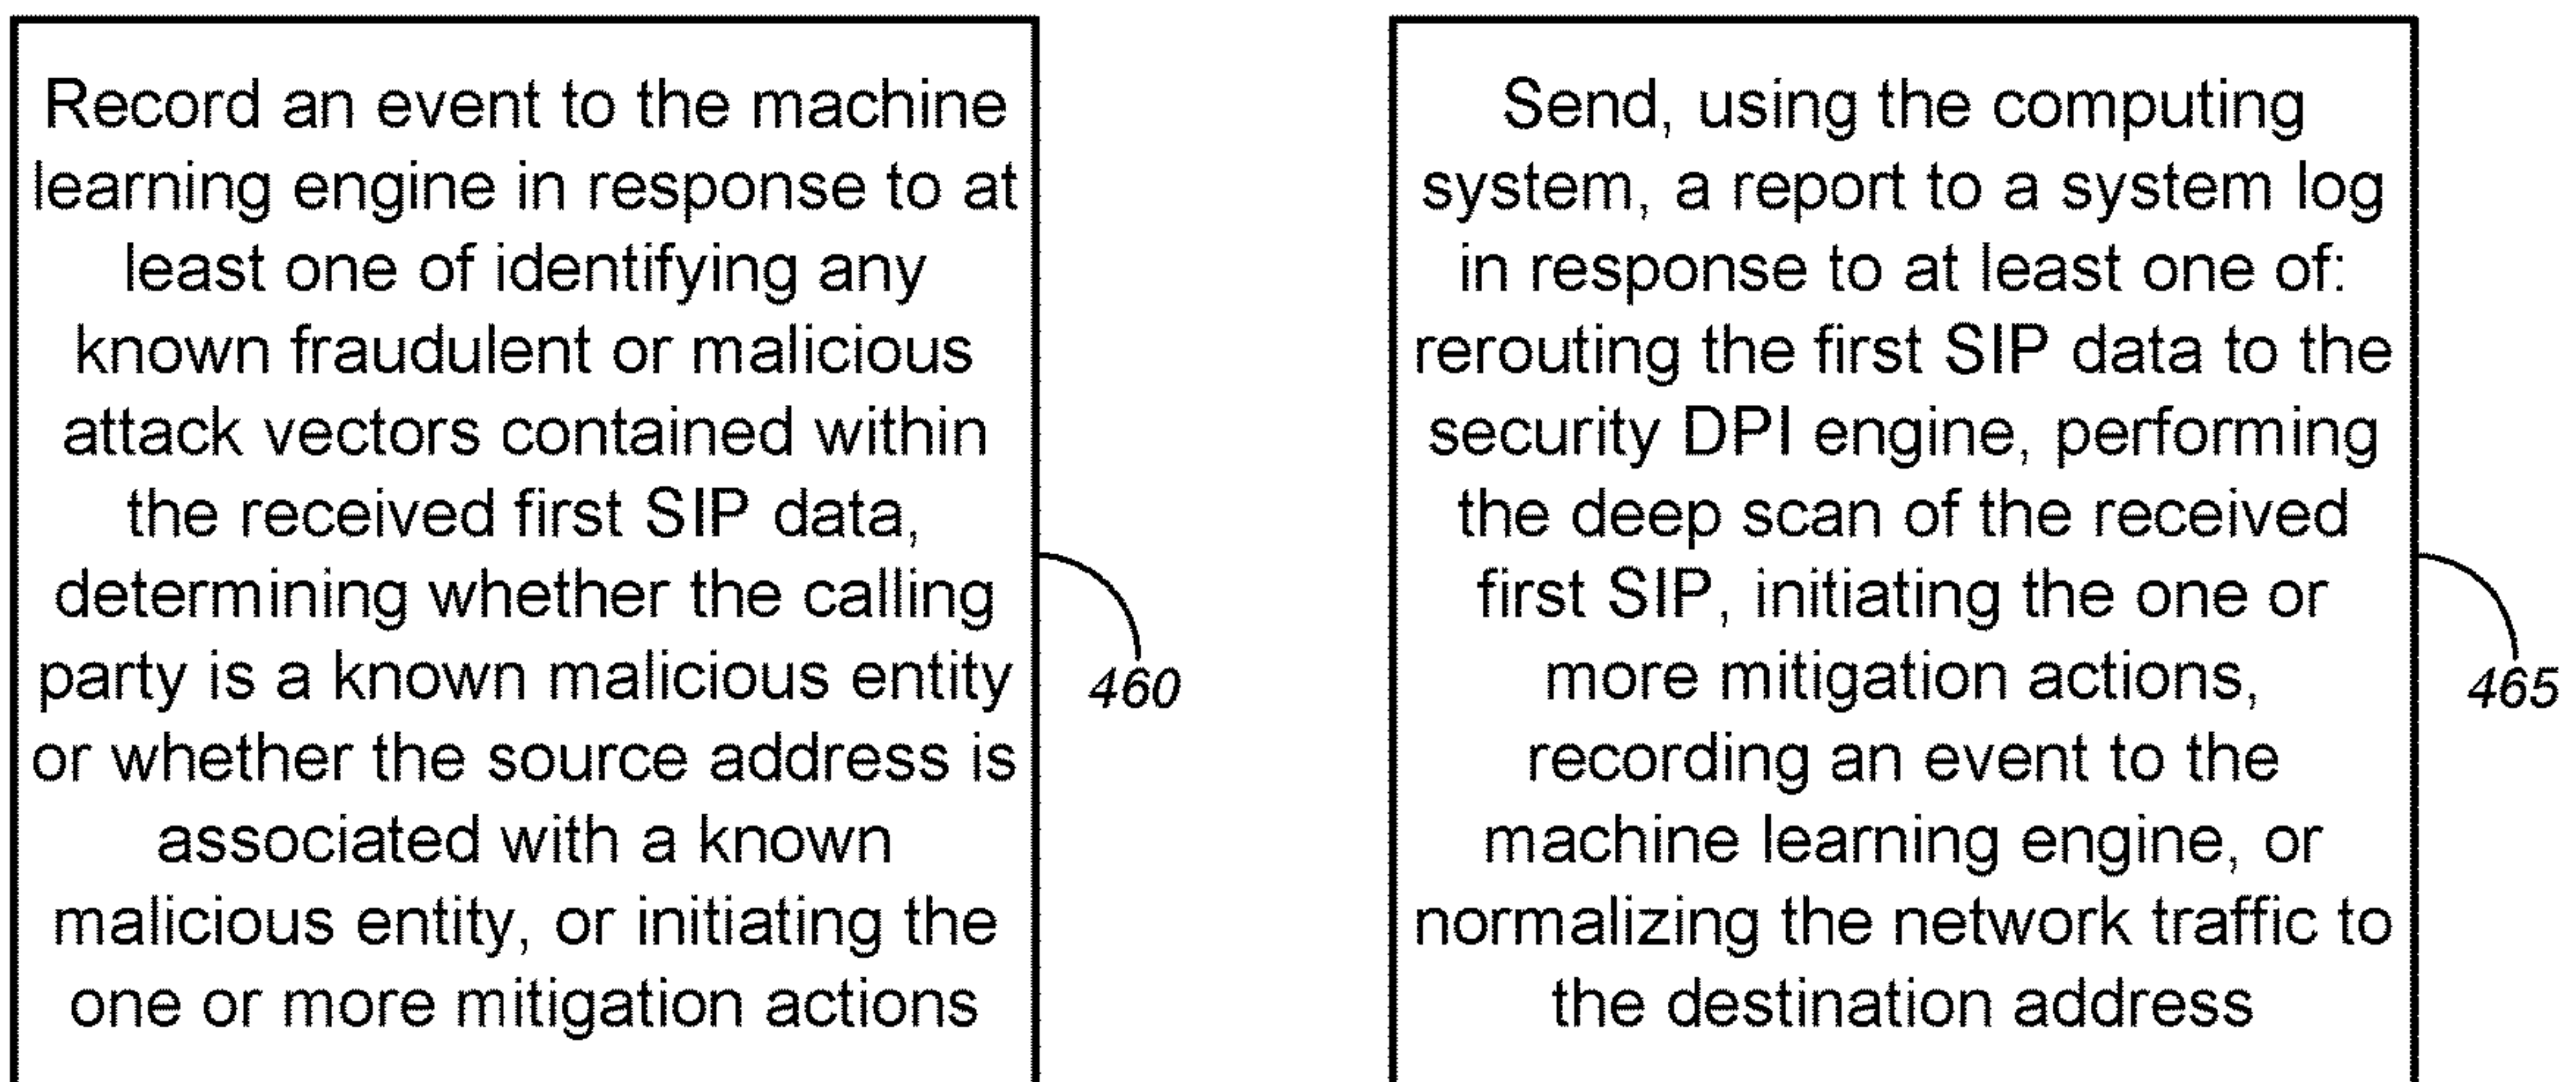 Record an event to the machine
learning engine in response to at
least one of identifying any
known fraudulent or malicious
attack vectors contained within
the received first SIP data,
determining whether the calling
party is a known malicious entity
or whether the source address is
associated with a known
malicious entity, or initiating the
one or more mitigation actions
460
Send, using the computing
system, a report to a system log
in response to at least one of:
rerouting the first SIP data to the
security DPI engine, performing
the deep scan of the received
first SIP, initiating the one or
more mitigation actions,
recording an event to the
machine learning engine, or
normalizing the network traffic to
the destination address
465